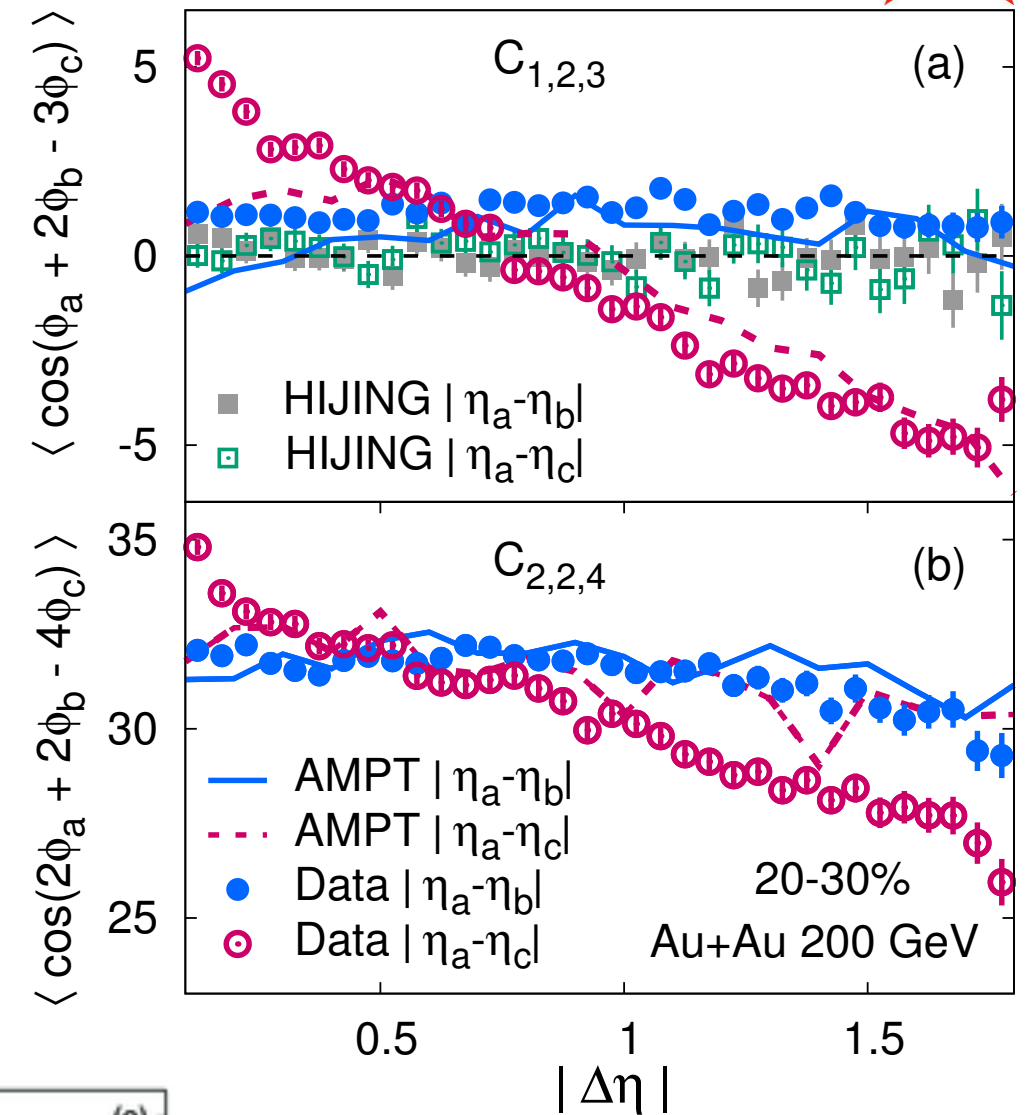 ⟨ cos(ϕa + 2ϕb - 3ϕc) ⟩
5
0
-5
C1,2,3
(a)
HIJING | ηa-ηb|
HIJING | ηa-ηc|
⟨ cos(2ϕa + 2ϕb - 4ϕc) ⟩
35
30
25
C2,2,4
(b)
AMPT | ηa-ηb|
AMPT | ηa-ηc|
Data | ηa-ηb|
Data | ηa-ηc|
20-30%
Au+Au 200 GeV
0.5 1 1.5
| Δη |